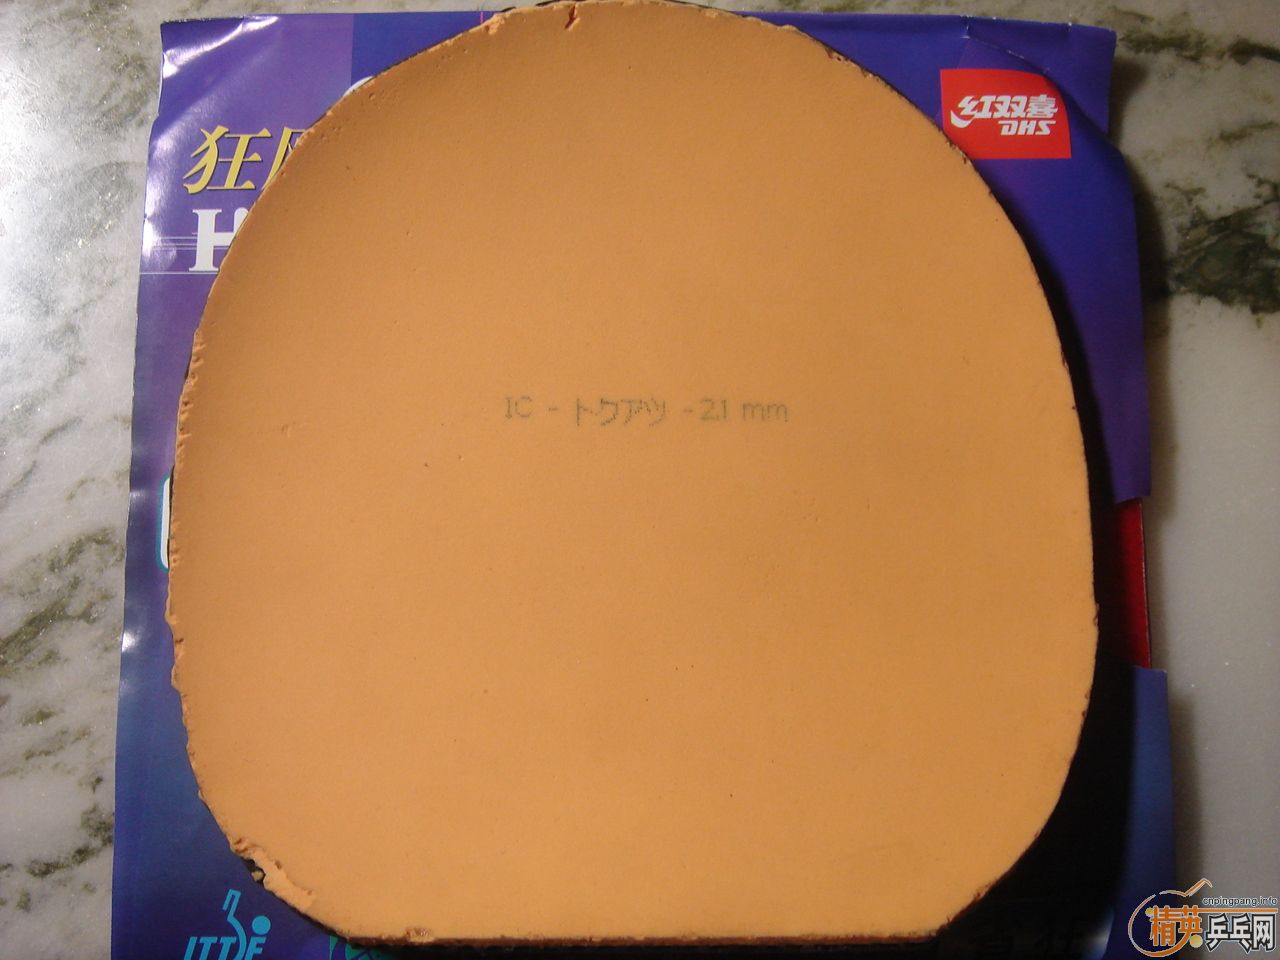 狂
H
红双喜
DHS
IC - トクアツ - 2.1 mm
ITTF
cnpingpang.info
精英乒乓网